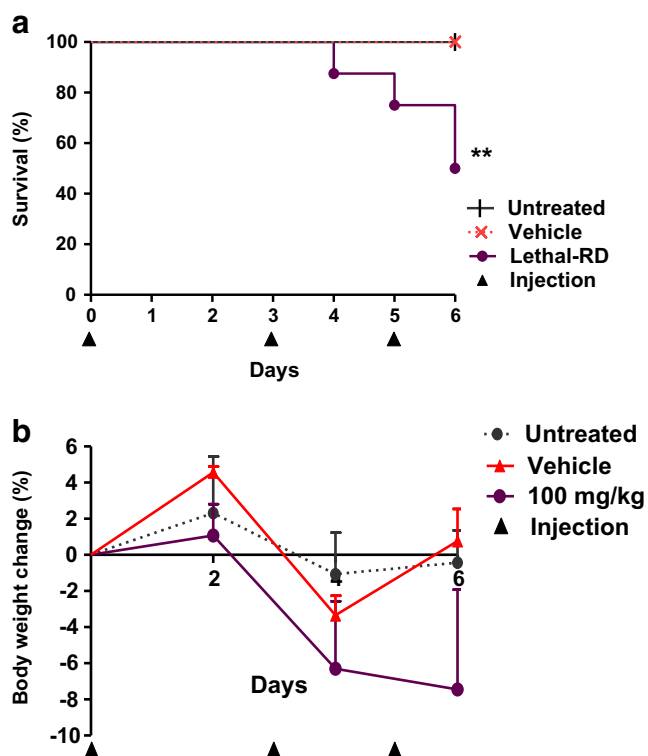 a
Survival (%)
100
80
60
40
20
0
0 1 2 3 4 5 6
Days
**
Untreated
Vehicle
Lethal-RD
Injection
b
Body weight change (%)
6
4
2
0
-2
-4
-6
-8
-10
2 4 6
Days
Untreated
Vehicle
100 mg/kg
Injection